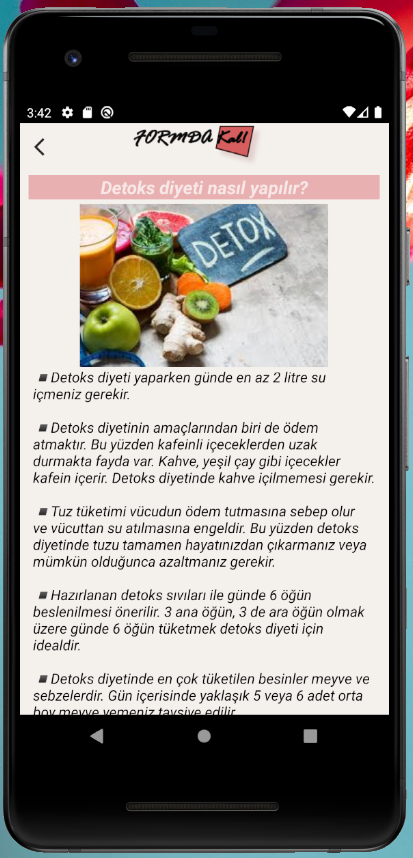 3:42
FORMDA Kal!
Detoks diyeti nasıl yapılır?
DETOX
▪Detoks diyeti yaparken günde en az 2 litre su
içmeniz gerekir.
▪Detoks diyetinin amaçlarından biri de ödem
atmaktır. Bu yüzden kafeinli içeceklerden uzak
durmakta fayda var. Kahve, yeşil çay gibi içecekler
kafein içerir. Detoks diyetinde kahve içilmemesi gerekir.
▪Tuz tüketimi vücudun ödem tutmasına sebep olur
ve vücuttan su atılmasına engeldir. Bu yüzden detoks
diyetinde tuzu tamamen hayatınızdan çıkarmanız veya
mümkün olduğunca azaltmanız gerekir.
▪Hazırlanan detoks sıvıları ile günde 6 öğün
beslenilmesi önerilir. 3 ana öğün, 3 de ara öğün olmak
üzere günde 6 öğün tüketmek detoks diyeti için
idealdir.
▪Detoks diyetinde en çok tüketilen besinler meyve ve
sebzelerdir. Gün içerisinde yaklaşık 5 veya 6 adet orta
boy meyve yemeniz tavsiye edilir.